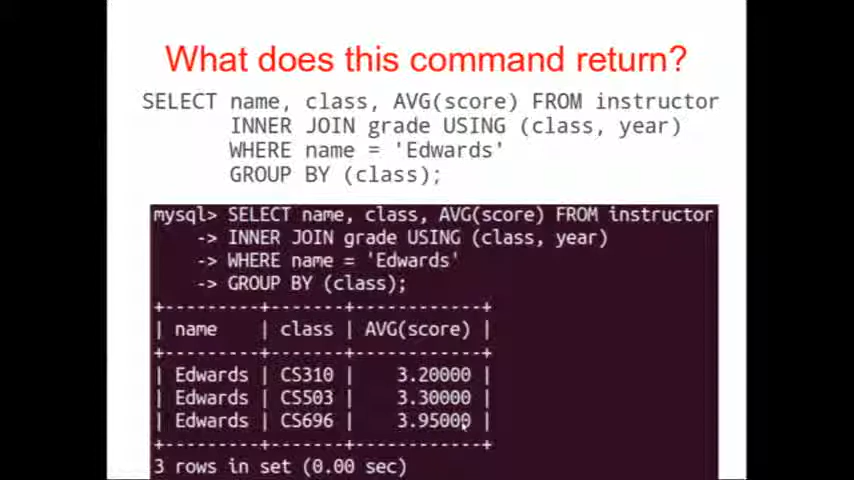 What does this command return?
SELECT name, class, AVG(score) FROM instructor
INNER JOIN grade USING (class, year)
WHERE name = 'Edwards'
GROUP BY (class);
mysql> SELECT name, class, AVG(score) FROM instructor
-> INNER JOIN grade USING (class, year)
-> WHERE name = 'Edwards'
-> GROUP BY (class);
+---------+-------+------------+
| name    | class | AVG(score) |
+---------+-------+------------+
| Edwards | CS310 |    3.20000 |
| Edwards | CS503 |    3.30000 |
| Edwards | CS696 |    3.95000 |
+---------+-------+------------+
3 rows in set (0.00 sec)